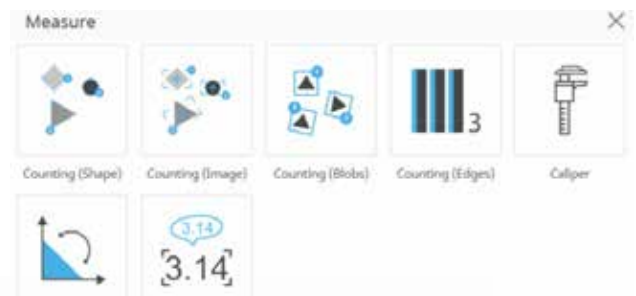 Measure
Counting (Shape)
Counting (Image)
Counting (Blobs)
Counting (Edges)
Caliper
3
3.14
3.14